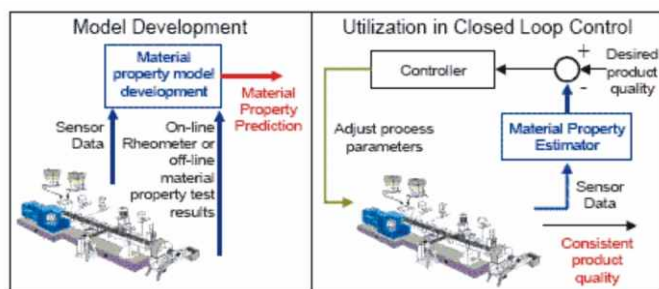 Model Development
Material
property model
development
Material
Property
Prediction
Sensor
Data
On-line
Rheometer or
off-line
material
property test
results
Utilization in Closed Loop Control
Controller
+
-
Desired
product
quality
Adjust process
parameters
Material Property
Estimator
Sensor
Data
Consistent
product
quality